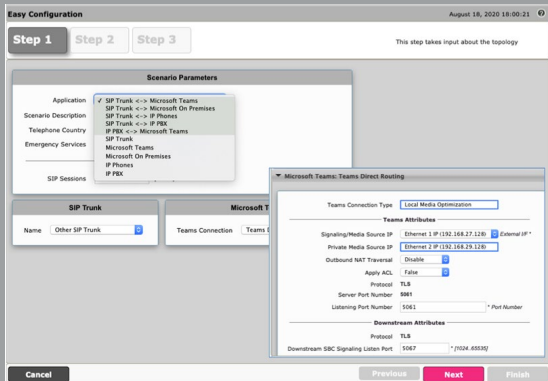 Easy Configuration
August 18, 2020 18:00:21
Step 1 Step 2 Step 3
This step takes input about the topology
Scenario Parameters
Application
✓ SIP Trunk <-> Microsoft Teams
SIP Trunk <-> Microsoft On Premises
SIP Trunk <-> IP Phones
SIP Trunk <-> IP PBX
IP PBX <-> Microsoft Teams
SIP Trunk
Microsoft Teams
Microsoft On Premises
IP Phones
IP PBX
Scenario Description
Telephone Country
Emergency Services
SIP Sessions
SIP Trunk
Name Other SIP Trunk
Microsoft T
Teams Connection Teams
Microsoft Teams: Teams Direct Routing
Teams Connection Type Local Media Optimization
Teams Attributes
Signaling/Media Source IP Ethernet 1 IP (192.168.27.128) External I/F *
Private Media Source IP Ethernet 2 IP (192.168.29.128)
Outbound NAT Traversal Disable
Apply ACL False
Protocol TLS
Server Port Number 5061
Listening Port Number 5061 * Port Number
Downstream Attributes
Protocol TLS
Downstream SBC Signaling Listen Port 5067 * [1024..65535]
Cancel Previous Next Finish